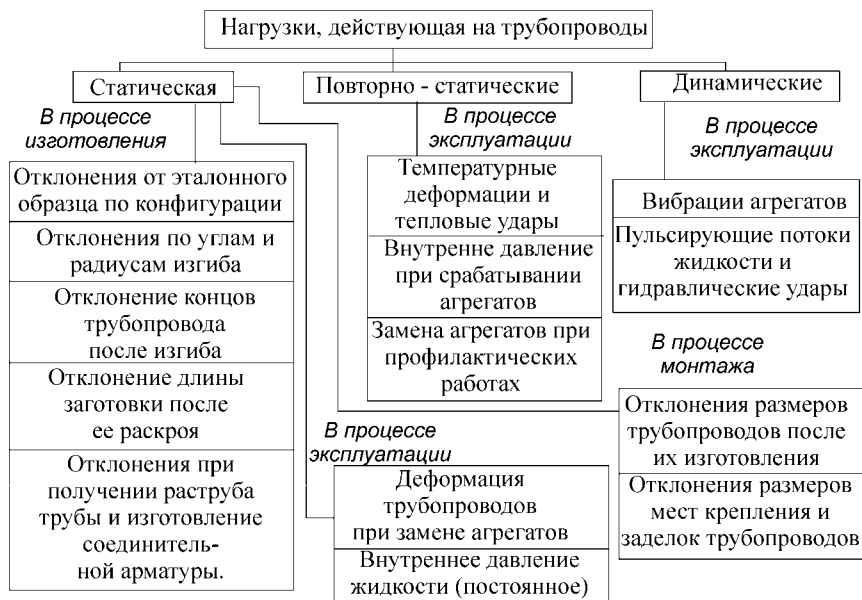 Нагрузки, действующая на трубопроводы
Статическая
Повторно - статические
Динамические
В процессе
изготовления
Отклонения от эталонного
образца по конфигурации
Отклонения по углам и
радиусам изгиба
Отклонение концов
трубопровода
после изгиба
Отклонение длины
заготовки после
ее раскроя
Отклонения при
получении раструба
трубы и изготовление
соединитель-
ной арматуры.
В процессе
эксплуатации
Температурные
деформации и
тепловые удары
Внутренне давление
при срабатывании
агрегатов
Замена агрегатов при
профилактических
работах
В процессе
эксплуатации
Деформация
трубопроводов
при замене агрегатов
Внутреннее давление
жидкости (постоянное)
В процессе
эксплуатации
Вибрации агрегатов
Пульсирующие потоки
жидкости и
гидравлические удары
В процессе
монтажа
Отклонения размеров
трубопроводов после
их изготовления
Отклонения размеров
мест крепления и
заделок трубопроводов